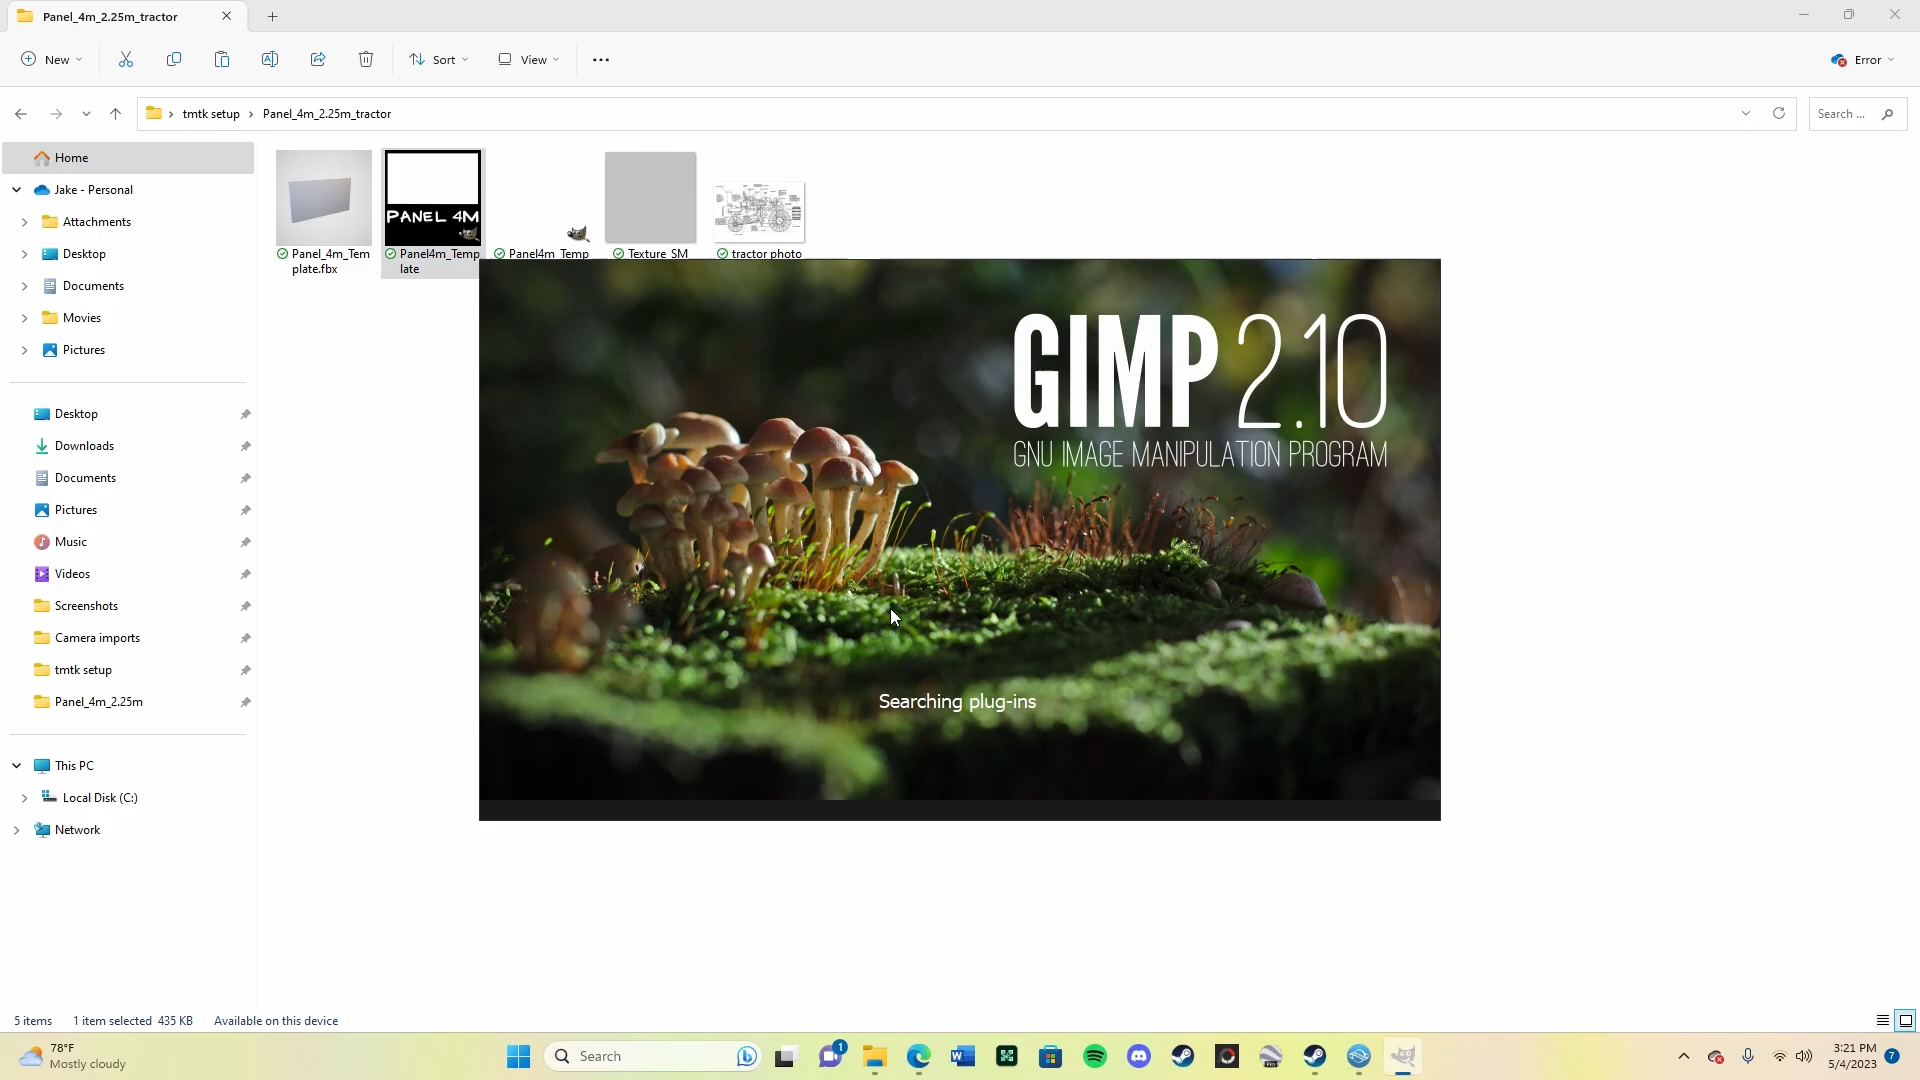 Panel_4m_2.25m_tractor
New
Sort
View
Error
tmtk setup
Panel_4m_2.25m_tractor
Search ...
Home
Jake - Personal
Attachments
Desktop
Documents
Movies
Pictures
Desktop
Downloads
Documents
Pictures
Music
Videos
Screenshots
Camera imports
tmtk setup
Panel_4m_2.25m
This PC
Local Disk (C:)
Network
PANEL 4M
Panel_4m_Tem
plate.fbx
Panel4m_Temp
late
Panel4m_Temp
Texture_SM
tractor photo
GIMP 2.10
GNU IMAGE MANIPULATION PROGRAM
Searching plug-ins
5 items
1 item selected 435 KB
Available on this device
78°F
Mostly cloudy
Search
1
3:21 PM
5/4/2023
7